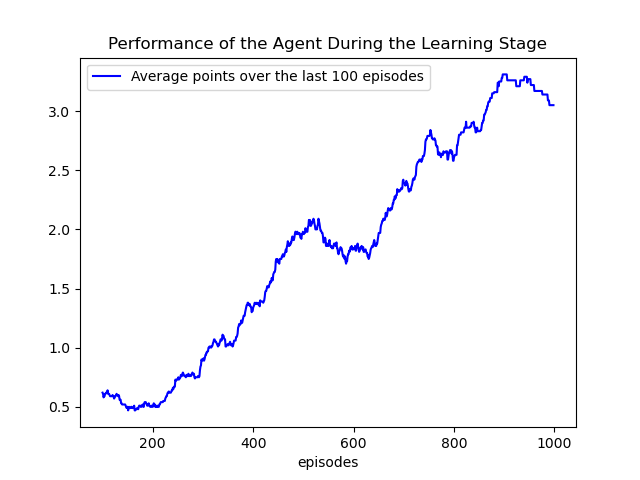 Performance of the Agent During the Learning Stage
Average points over the last 100 episodes
3.0
2.5
2.0
1.5
1.0
0.5
200 400 600 800 1000
episodes